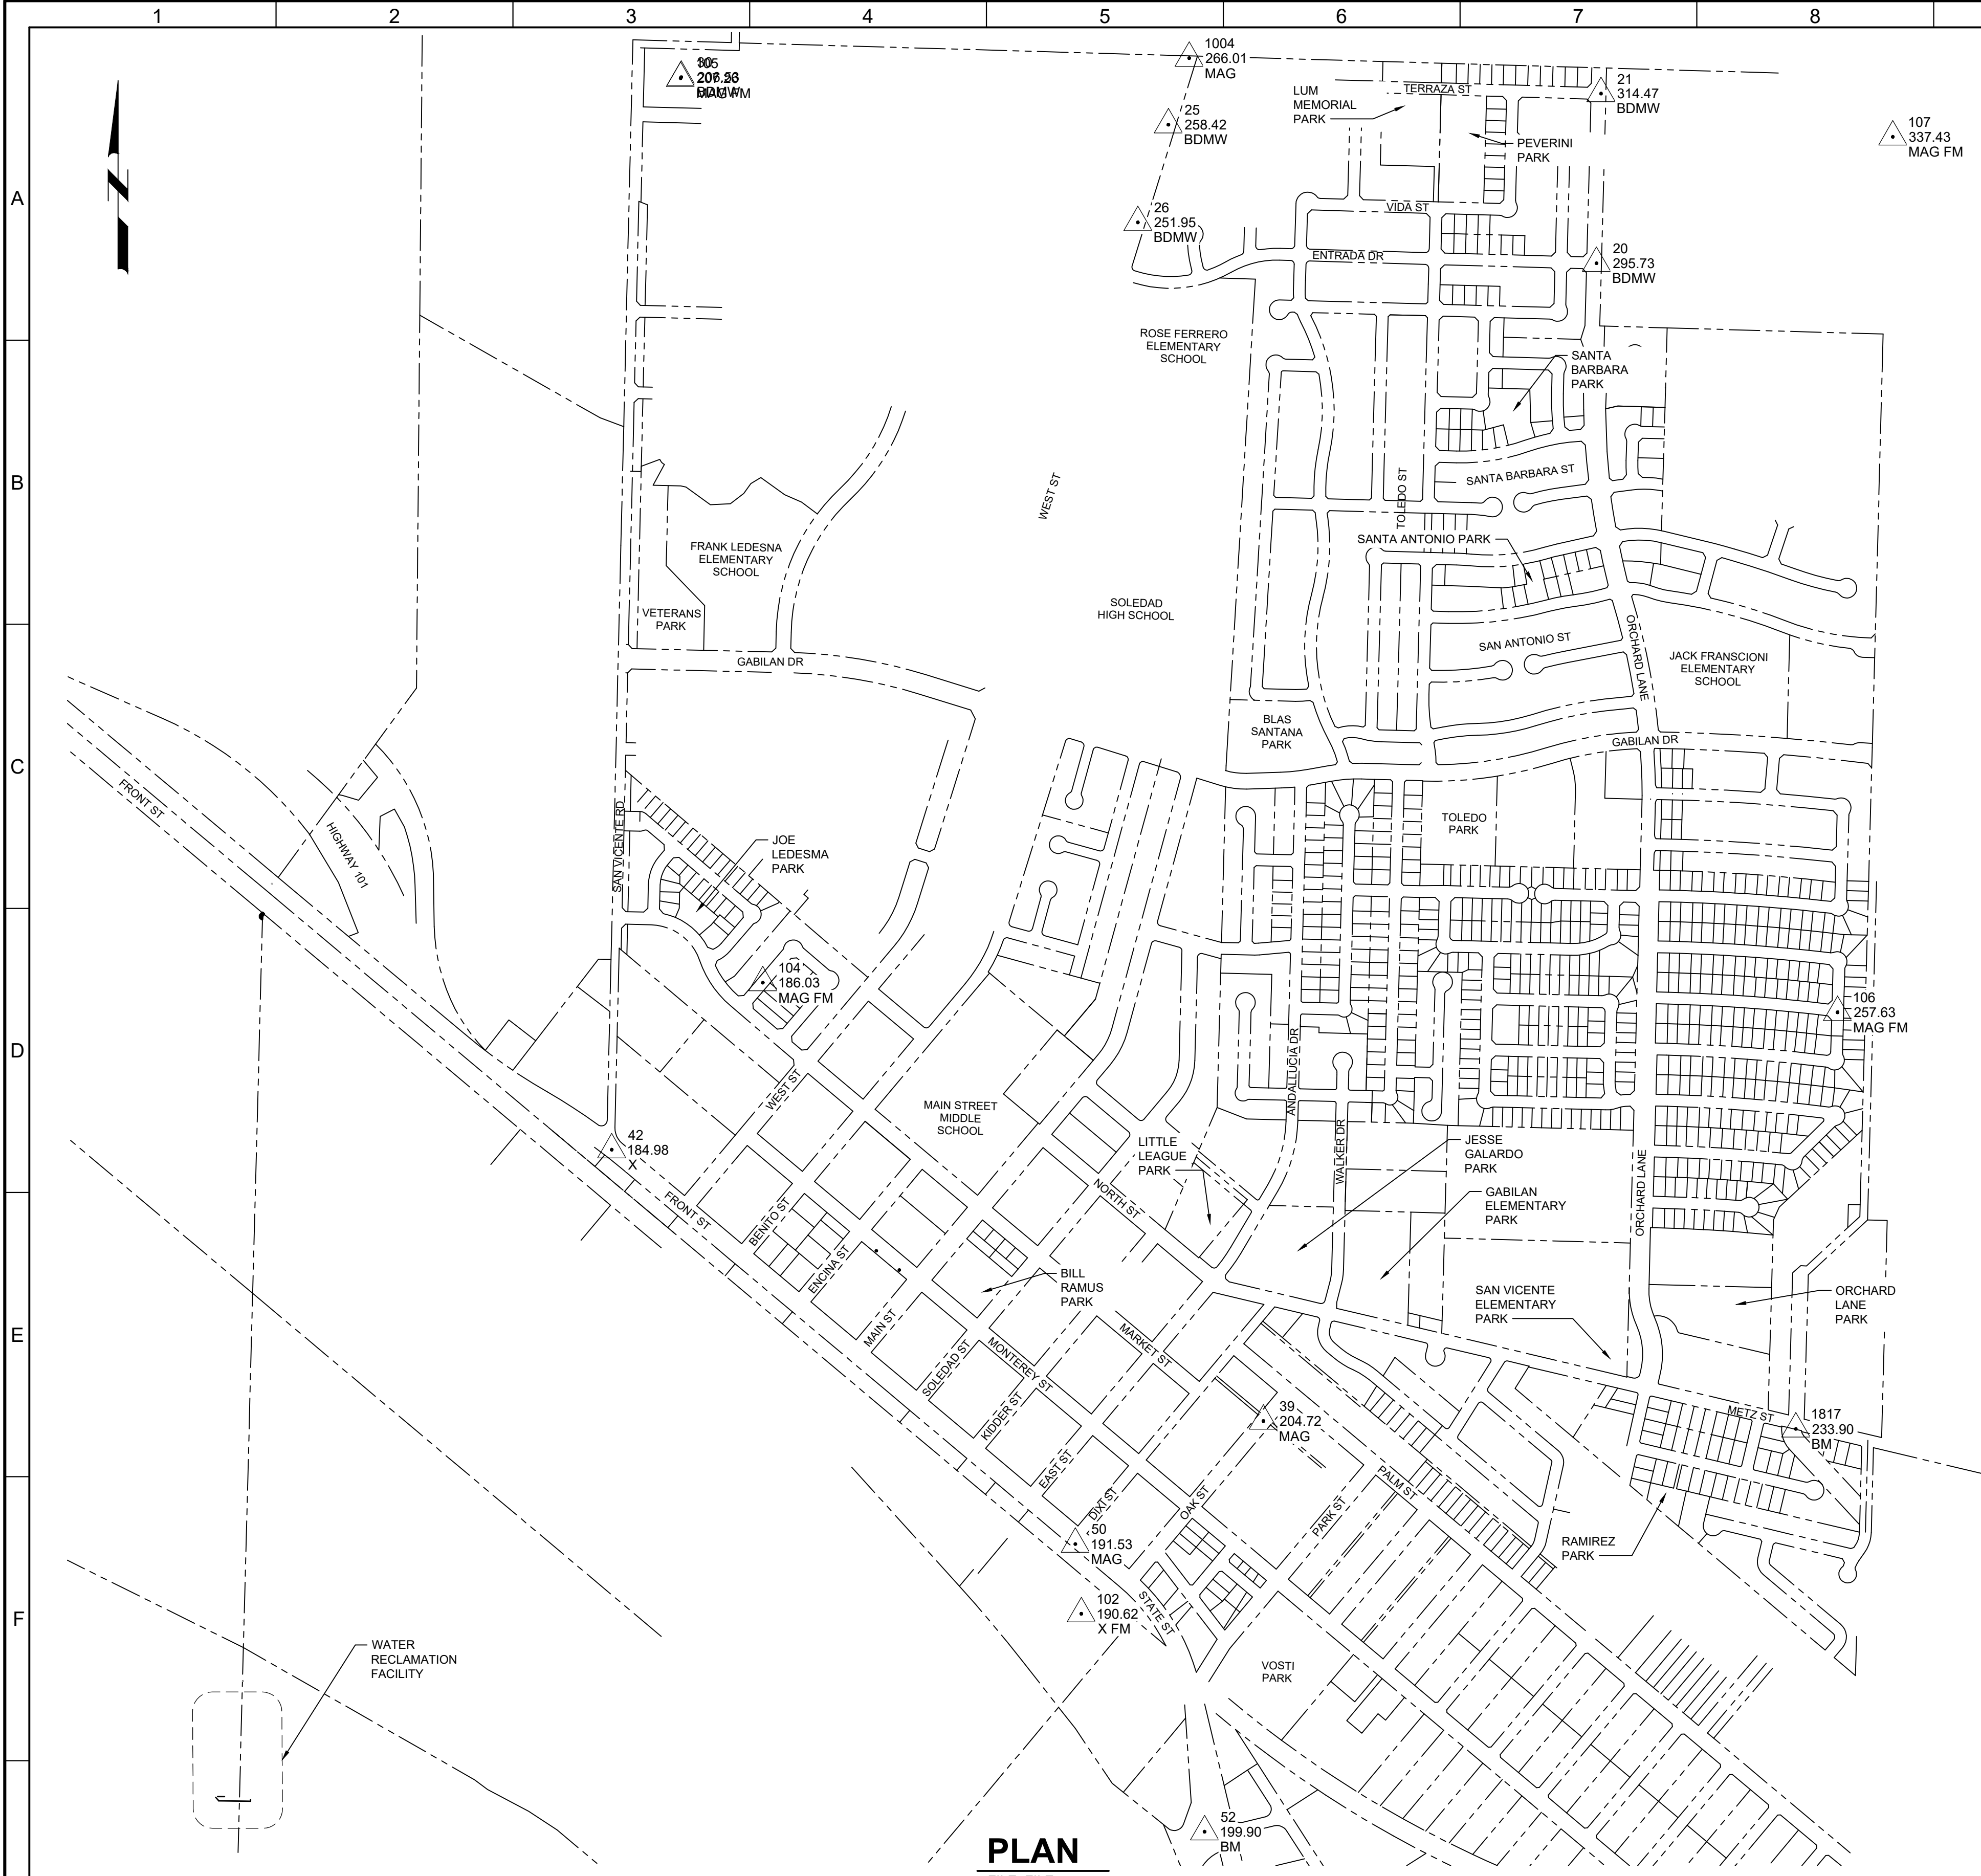 1
2
3
4
5
6
7
8
A
B
C
D
E
F
105
BDMW
MAG FM
1004
266.01
MAG
25
258.42
BDMW
26
251.95
BDMW
LUM
MEMORIAL
PARK
TERRAZA ST
21
314.47
BDMW
107
337.43
MAG FM
PEVERINI
PARK
VIDA ST
ENTRADA DR
20
295.73
BDMW
ROSE FERRERO
ELEMENTARY
SCHOOL
SANTA
BARBARA
PARK
SANTA BARBARA ST
TOLEDO ST
WEST ST
SANTA ANTONIO PARK
FRANK LEDESNA
ELEMENTARY
SCHOOL
VETERANS
PARK
SOLEDAD
HIGH SCHOOL
SAN ANTONIO ST
ORCHARD LANE
JACK FRANSCIONI
ELEMENTARY
SCHOOL
GABILAN DR
BLAS
SANTANA
PARK
GABILAN DR
FRONT ST
HIGHWAY 101
SAN VICENTE RD
JOE
LEDESMA
PARK
TOLEDO
PARK
104
186.03
MAG FM
106
257.63
MAG FM
WEST ST
MAIN STREET
MIDDLE
SCHOOL
ANDALLUCIA DR
WALKER DR
42
184.98
X
LITTLE
LEAGUE
PARK
JESSE
GALARDO
PARK
GABILAN
ELEMENTARY
PARK
ORCHARD LANE
NORTH ST
FRONT ST
BENITO ST
ENCINA ST
BILL
RAMUS
PARK
SAN VICENTE
ELEMENTARY
PARK
ORCHARD
LANE
PARK
MAIN ST
SOLEDAD ST
MONTEREY ST
MARKET ST
KIDDER ST
39
204.72
MAG
METZ ST
1817
233.90
BM
EAST ST
DIXI ST
OAK ST
PARK ST
PALM ST
50
191.53
MAG
RAMIREZ
PARK
102
190.62
X FM
STATE ST
WATER
RECLAMATION
FACILITY
VOSTI
PARK
52
199.90
BM
PLAN